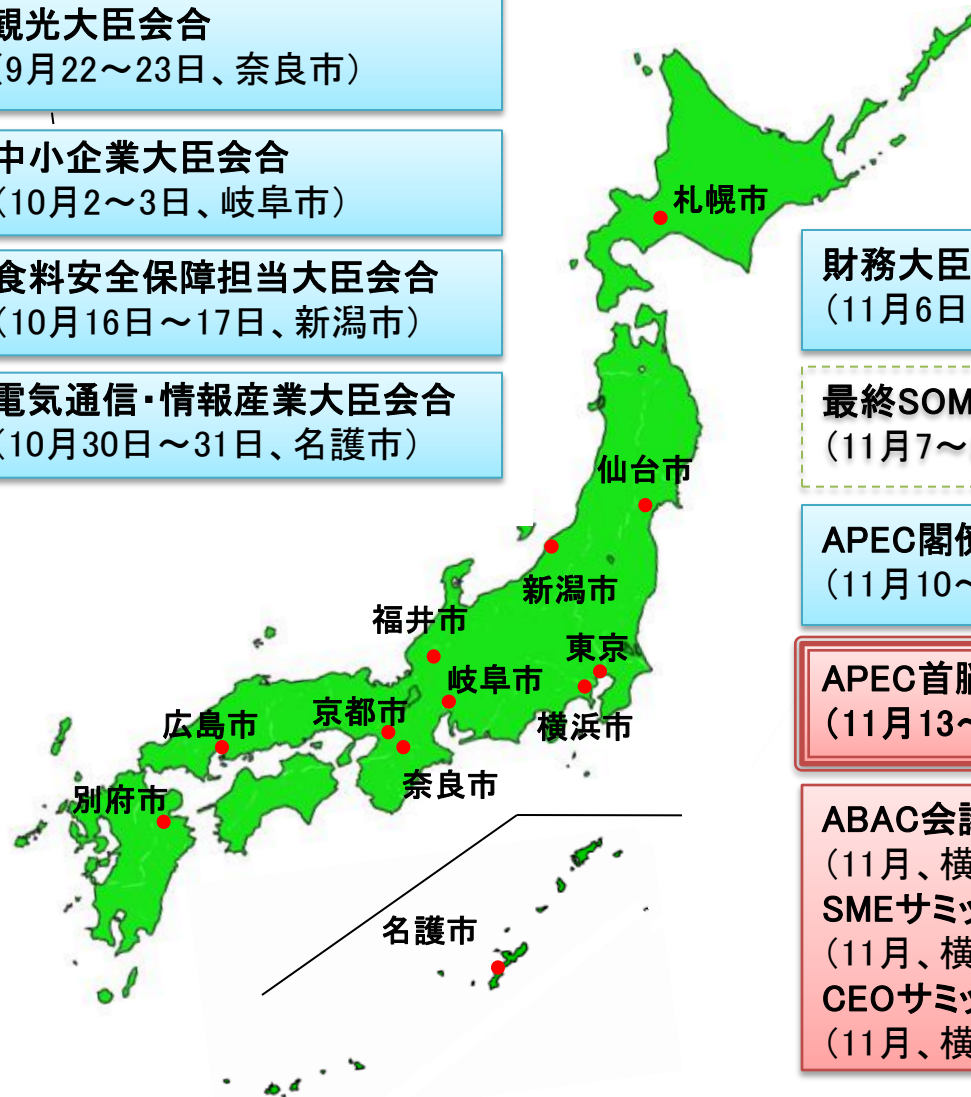 観光大臣会合
(9月22～23日、奈良市)
中小企業大臣会合
(10月2～3日、岐阜市)
食料安全保障担当大臣会合
(10月16日～17日、新潟市)
電気通信・情報産業大臣会合
(10月30日～31日、名護市)
札幌市
仙台市
新潟市
福井市
東京
岐阜市
横浜市
京都市
広島市
奈良市
別府市
名護市
財務大臣
(11月6日
最終SOM
(11月7～
APEC閣
(11月10～
APEC首
(11月13～
ABAC会
(11月、横
SMEサミッ
(11月、横
CEOサミッ
(11月、横